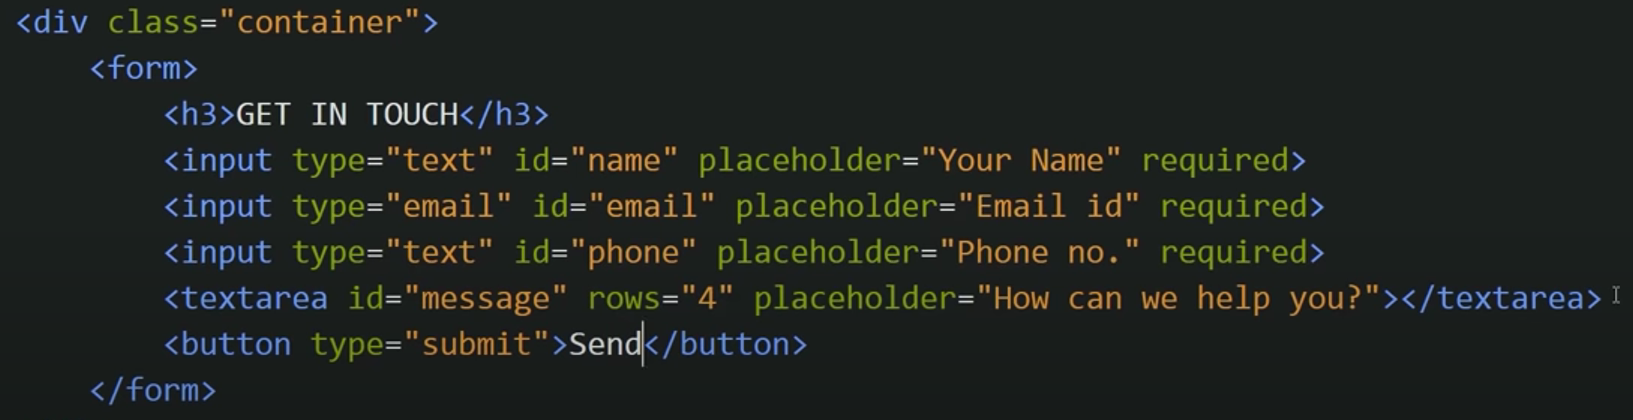 <div class="container">
<form>
<h3>GET IN TOUCH</h3>
<input type="text" id="name" placeholder="Your Name" required>
<input type="email" id="email" placeholder="Email id" required>
<input type="text" id="phone" placeholder="Phone no." required>
<textarea id="message" rows="4" placeholder="How can we help you?"></textarea>
<button type="submit">Send</button>
</form>